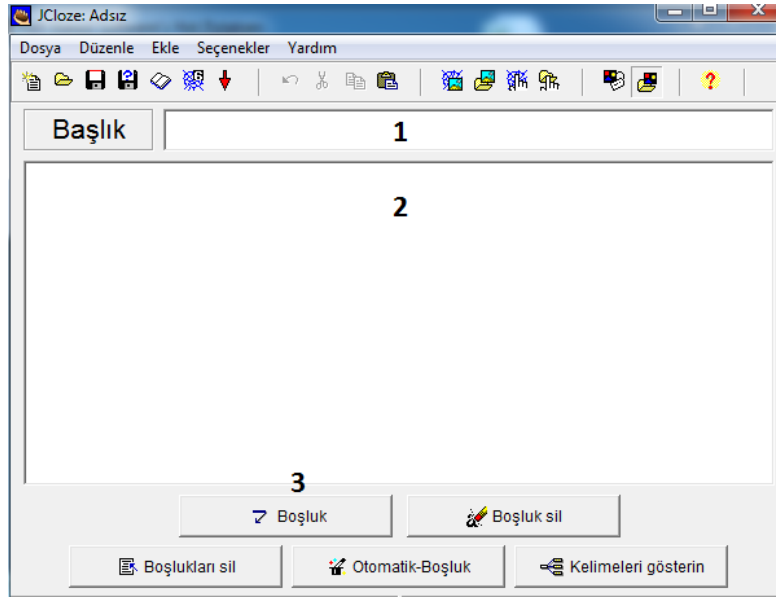 JCloze: Adsız
Dosya Düzenle Ekle Seçenekler Yardım
Başlık 1
2
3
Boşluk Boşluk sil
Boşlukları sil Otomatik-Boşluk Kelimeleri gösterin